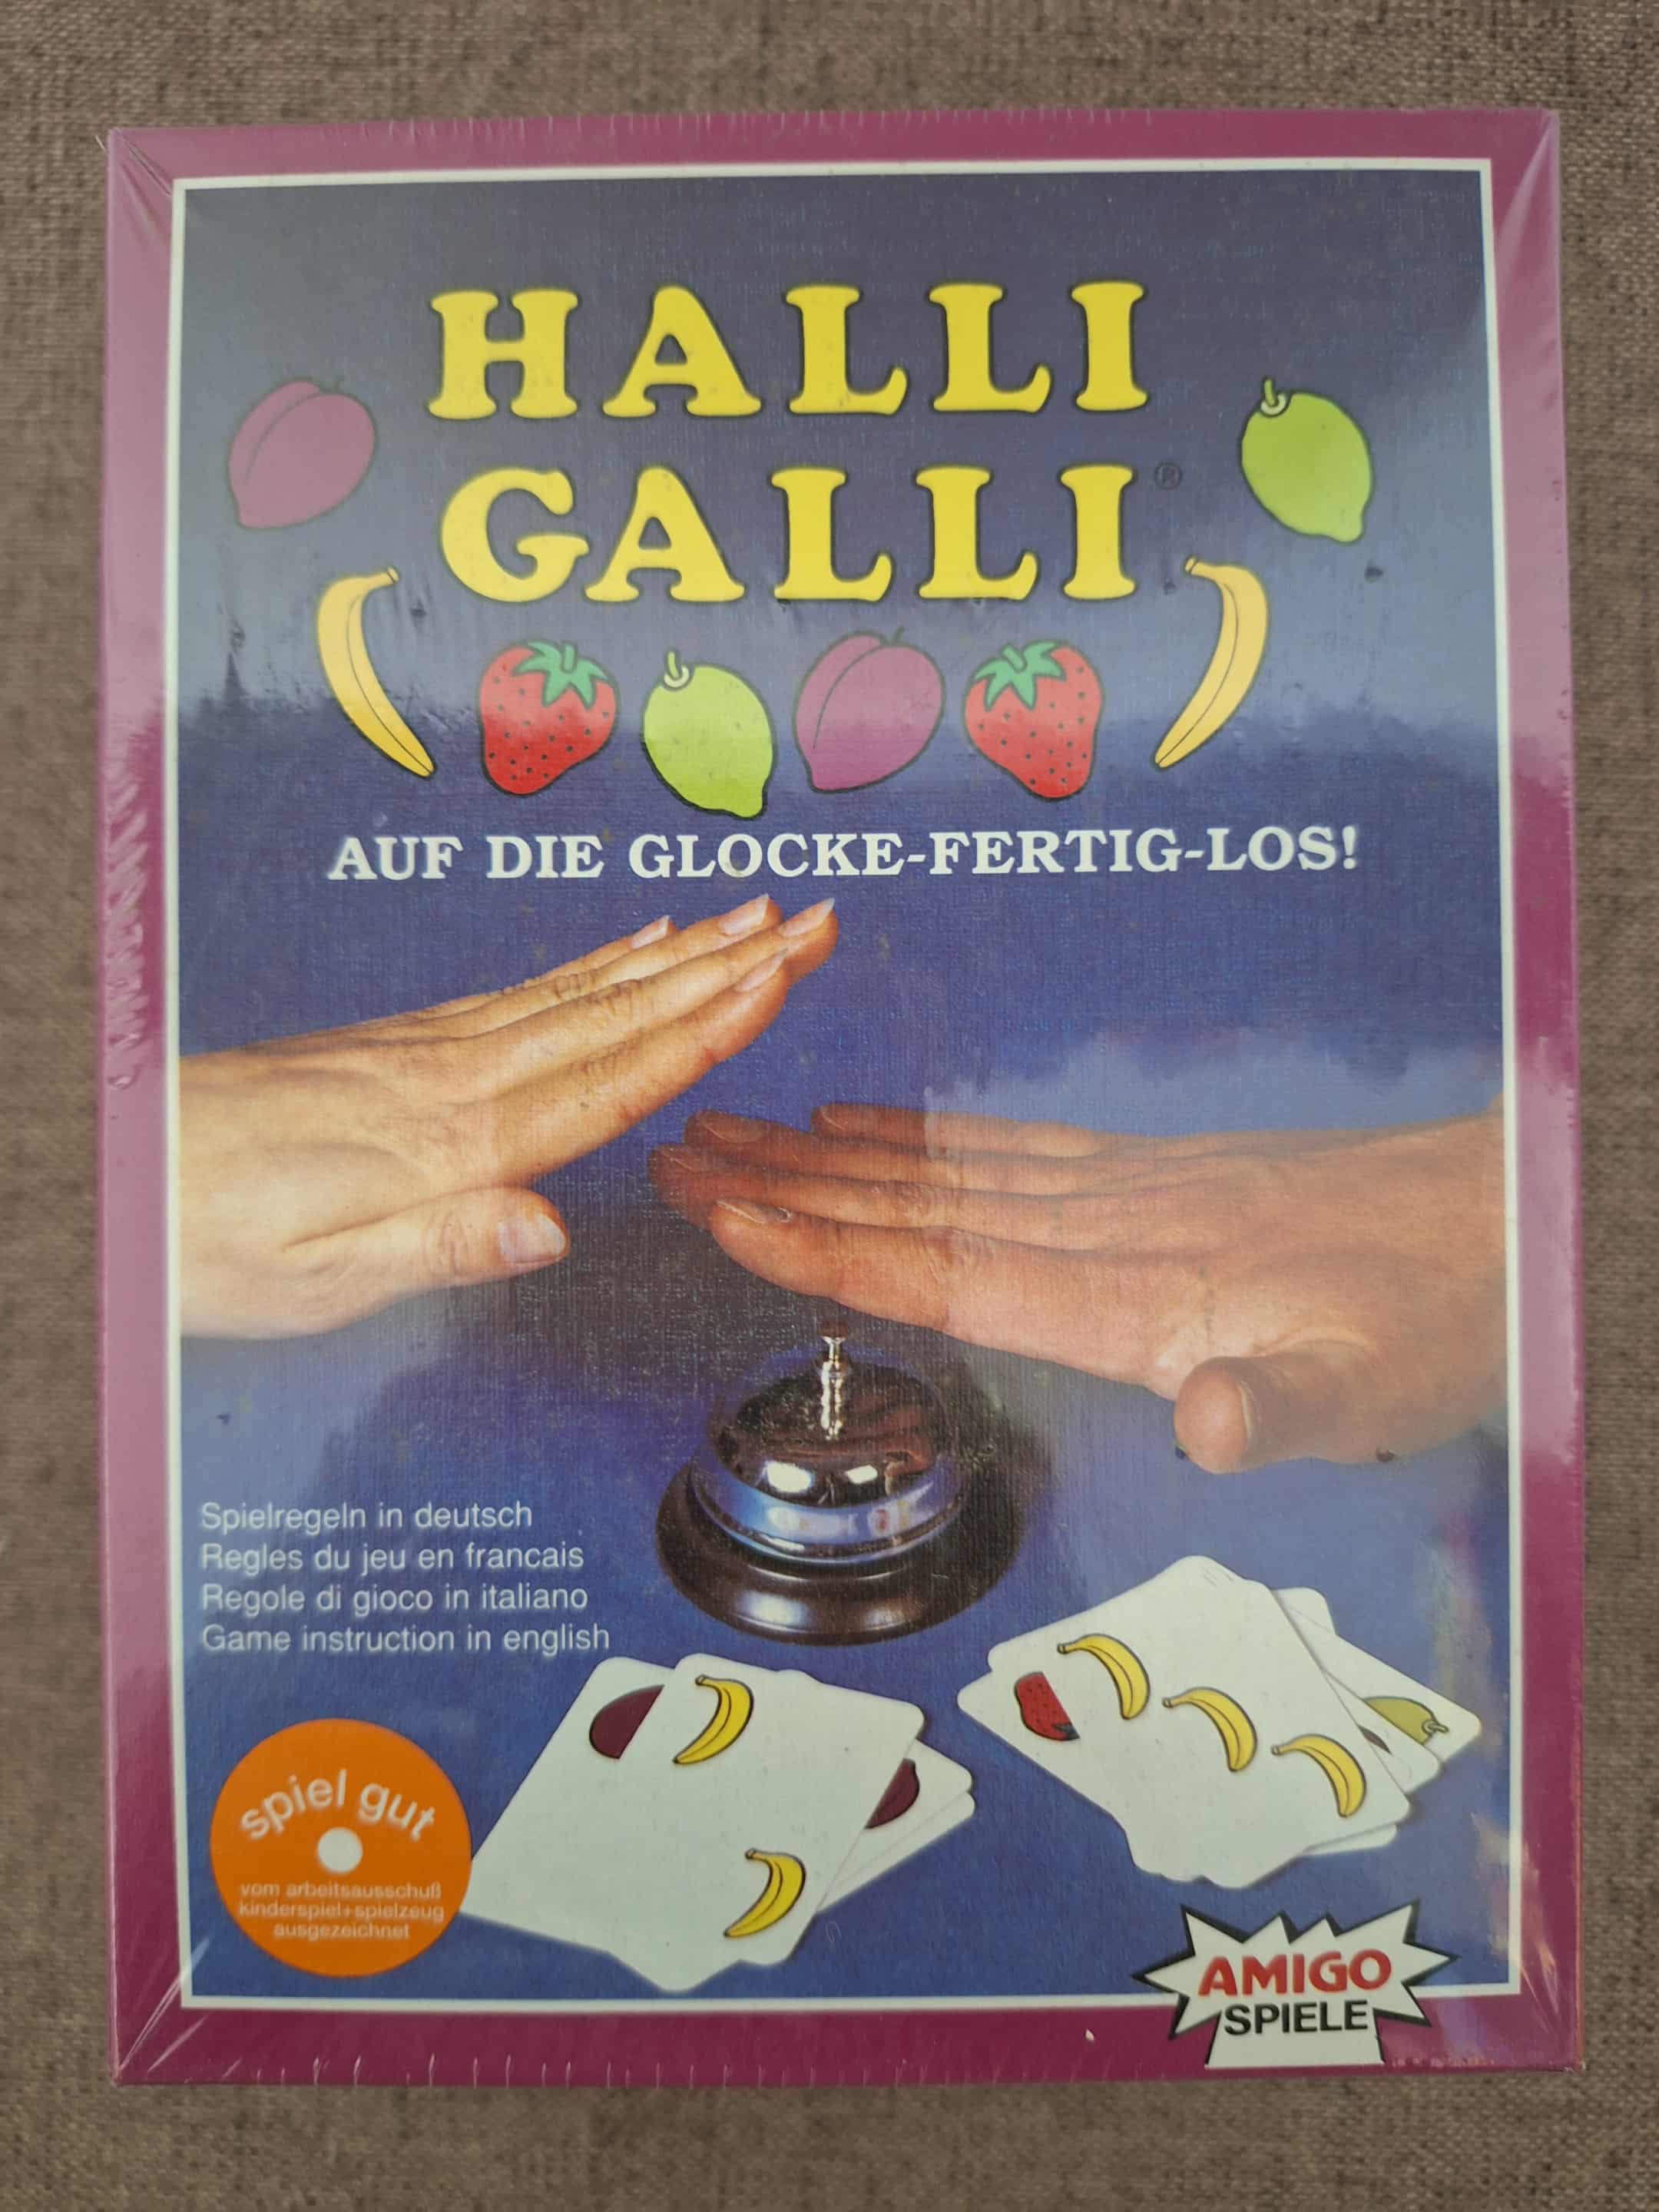 HALLI
GALLI®
AUF DIE GLOCKE-FERTIG-LOS!
Spielregeln in deutsch
Regles du jeu en francais
Regole di gioco in italiano
Game instruction in english
spiel gut
vom arbeitsausschuß
kinderspiel+spielzeug
ausgezeichnet
AMIGO
SPIELE